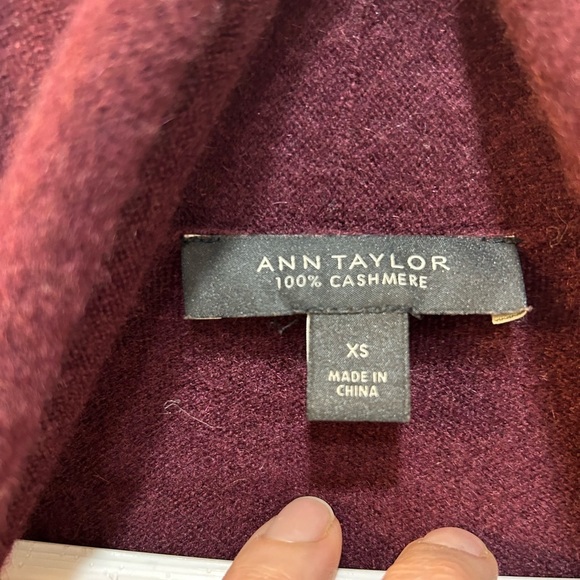 ANN TAYLOR
100% CASHMERE
XS
MADE IN
CHINA